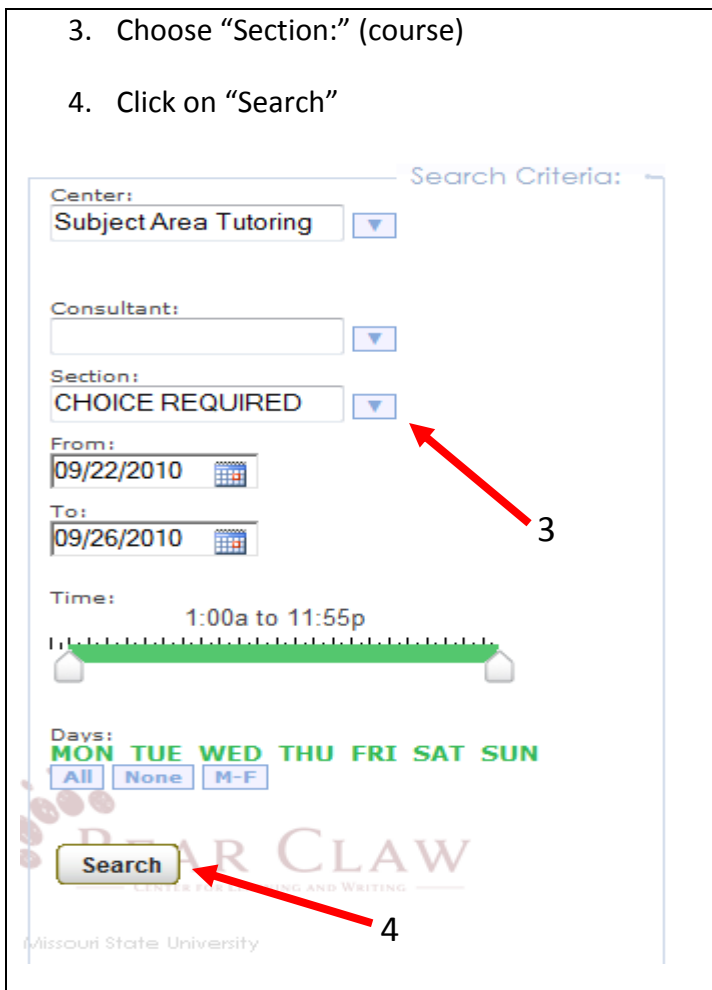 3. Choose “Section:” (course)
4. Click on “Search”
Search Criteria:
Center:
Subject Area Tutoring
Consultant:
Section:
CHOICE REQUIRED
From:
09/22/2010
3
To:
09/26/2010
Time:
1:00a to 11:55p
Days:
MON TUE WED THU FRI SAT SUN
All None M-F
BEAR CLAW
Search
AND WRITING
4
Missouri State University